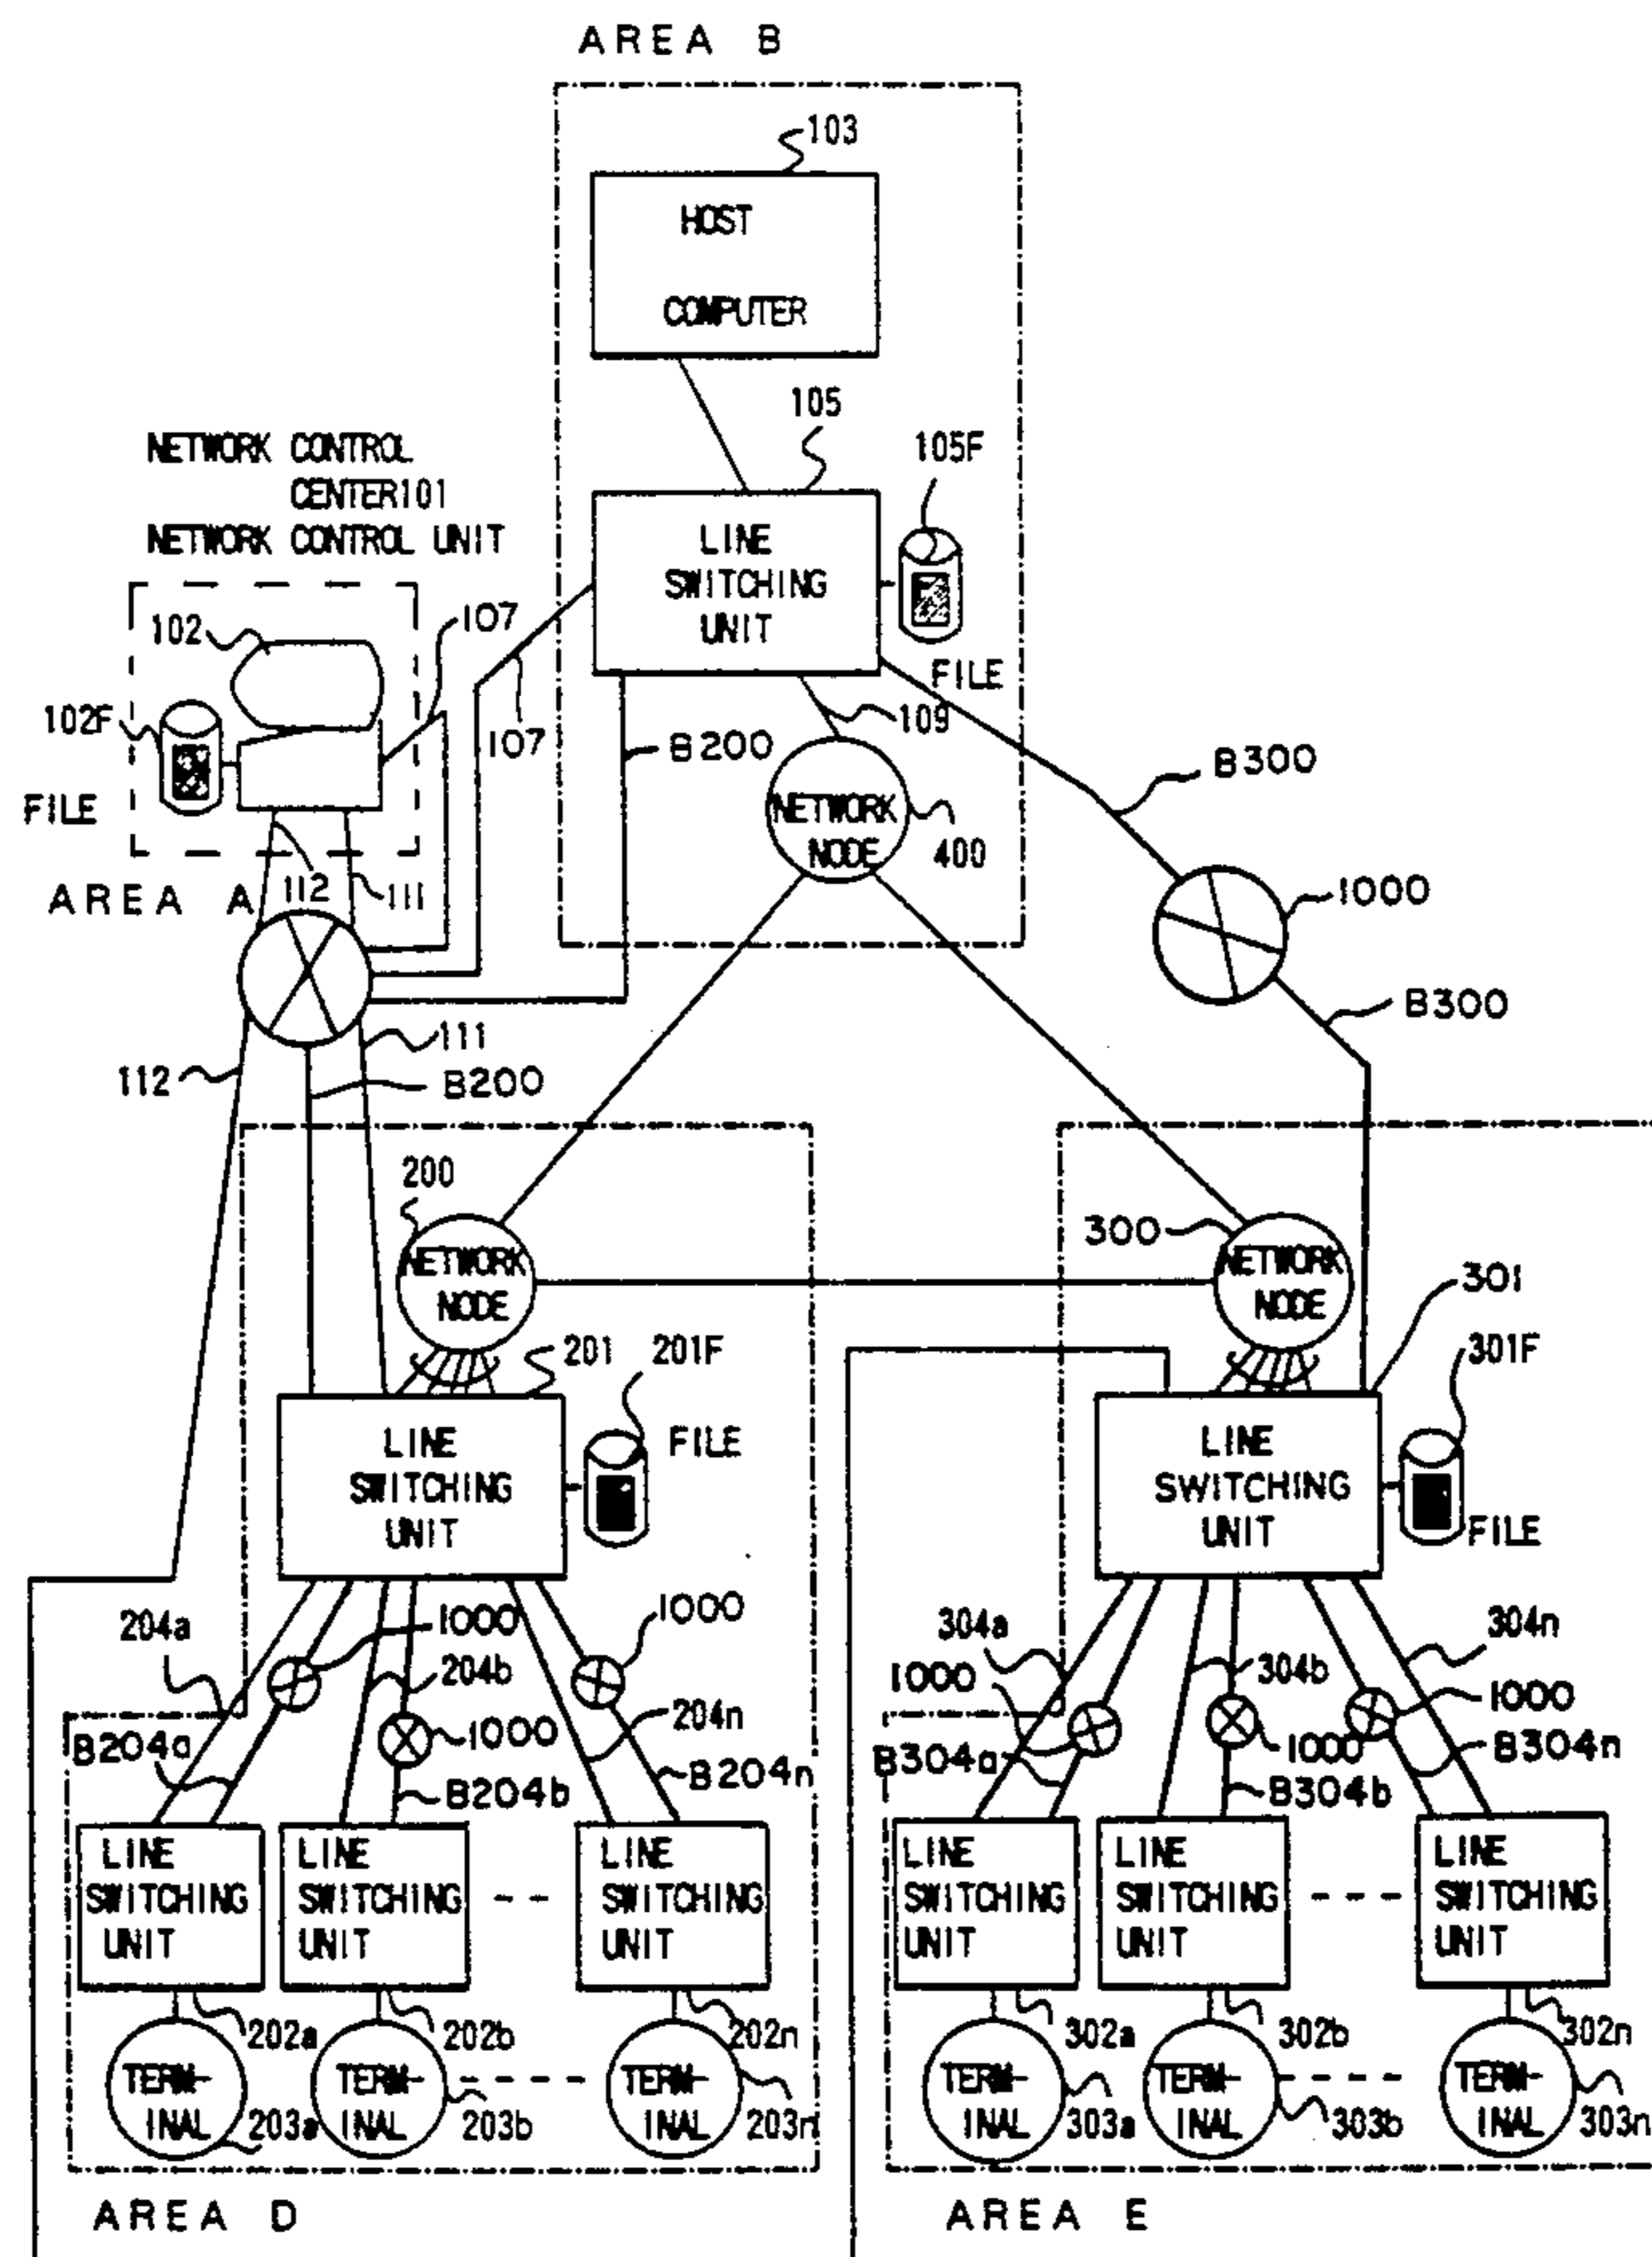 AREA B
103
HOST
COMPUTER
105
105F
NETWORK CONTROL
CENTER101
NETWORK CONTROL UNIT
LINE
SWITCHING
UNIT
F
FILE
102
107
102F
107
109
B200
B300
FILE
NETWORK
NODE
400
AREA A
112
111
1000
B300
111
112
B200
200
NETWORK
NODE
300
NETWORK
NODE
301
201
201F
301F
LINE
SWITCHING
UNIT
FILE
LINE
SWITCHING
UNIT
FILE
204a
1000
1000
204b
204n
304a
1000
304b
304n
1000
B204a
1000
B204b
B204n
B304a
1000
B304b
B304n
LINE
SWITCHING
UNIT
LINE
SWITCHING
UNIT
LINE
SWITCHING
UNIT
LINE
SWITCHING
UNIT
LINE
SWITCHING
UNIT
LINE
SWITCHING
UNIT
202a
202b
202n
302a
302b
302n
TERM-
INAL
203a
TERM-
INAL
203b
TERM-
INAL
203n
TERM-
INAL
303a
TERM-
INAL
303b
TERM-
INAL
303n
AREA D
AREA E